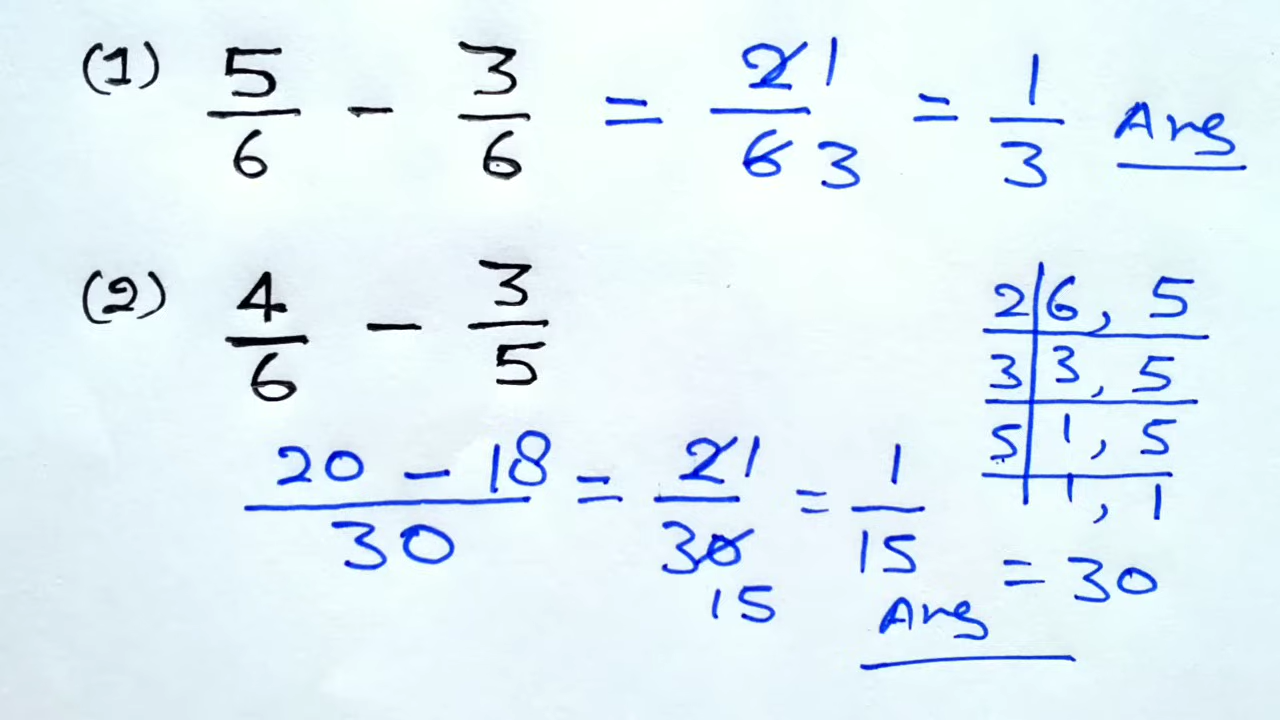 (1) 5/6 - 3/6 = 2̸ 1/6̸ 3 = 1/3 Ans
(2) 4/6 - 3/5
20 - 18/30 = 2̸ 1/3̸0̸ 15 = 1/15 Ans
2 | 6, 5
3 | 3, 5
5 | 1, 5
1, 1
= 30